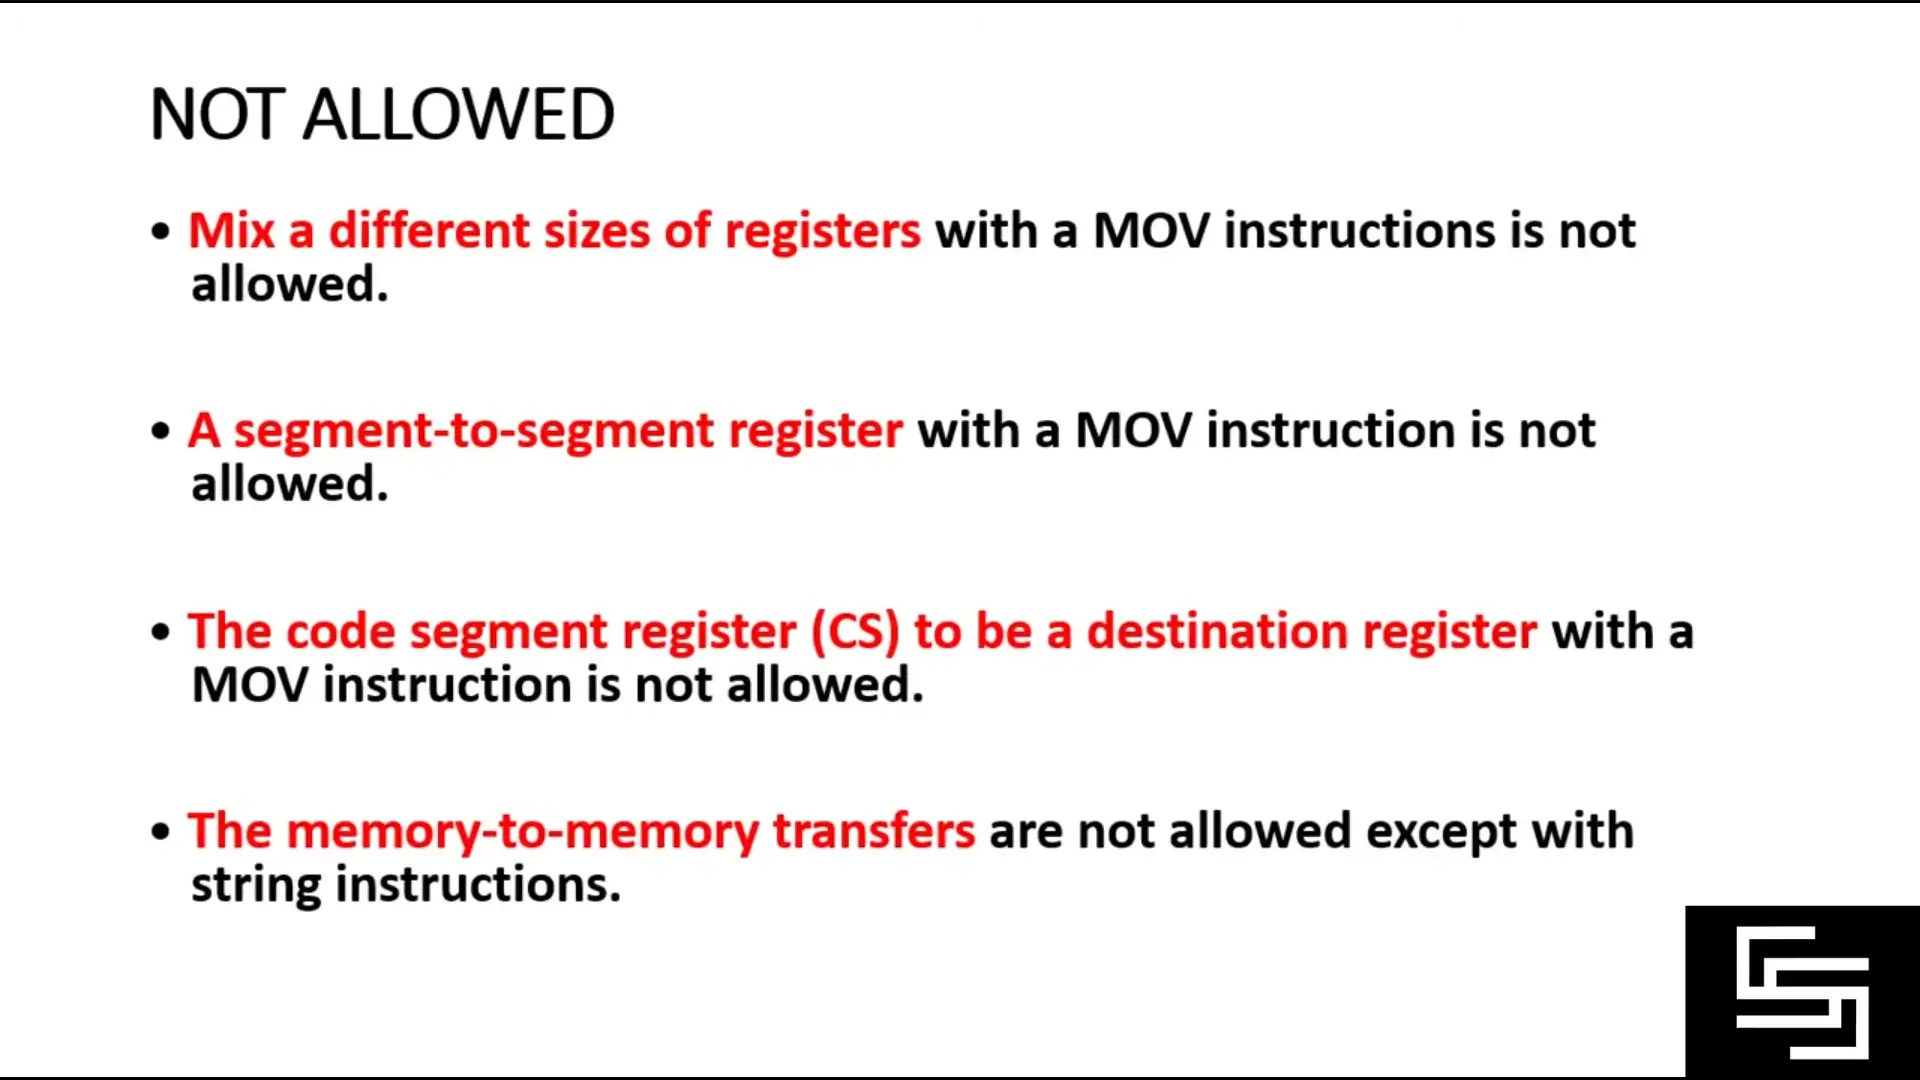 NOT ALLOWED
• Mix a different sizes of registers with a MOV instructions is not
allowed.
• A segment-to-segment register with a MOV instruction is not
allowed.
• The code segment register (CS) to be a destination register with a
MOV instruction is not allowed.
• The memory-to-memory transfers are not allowed except with
string instructions.